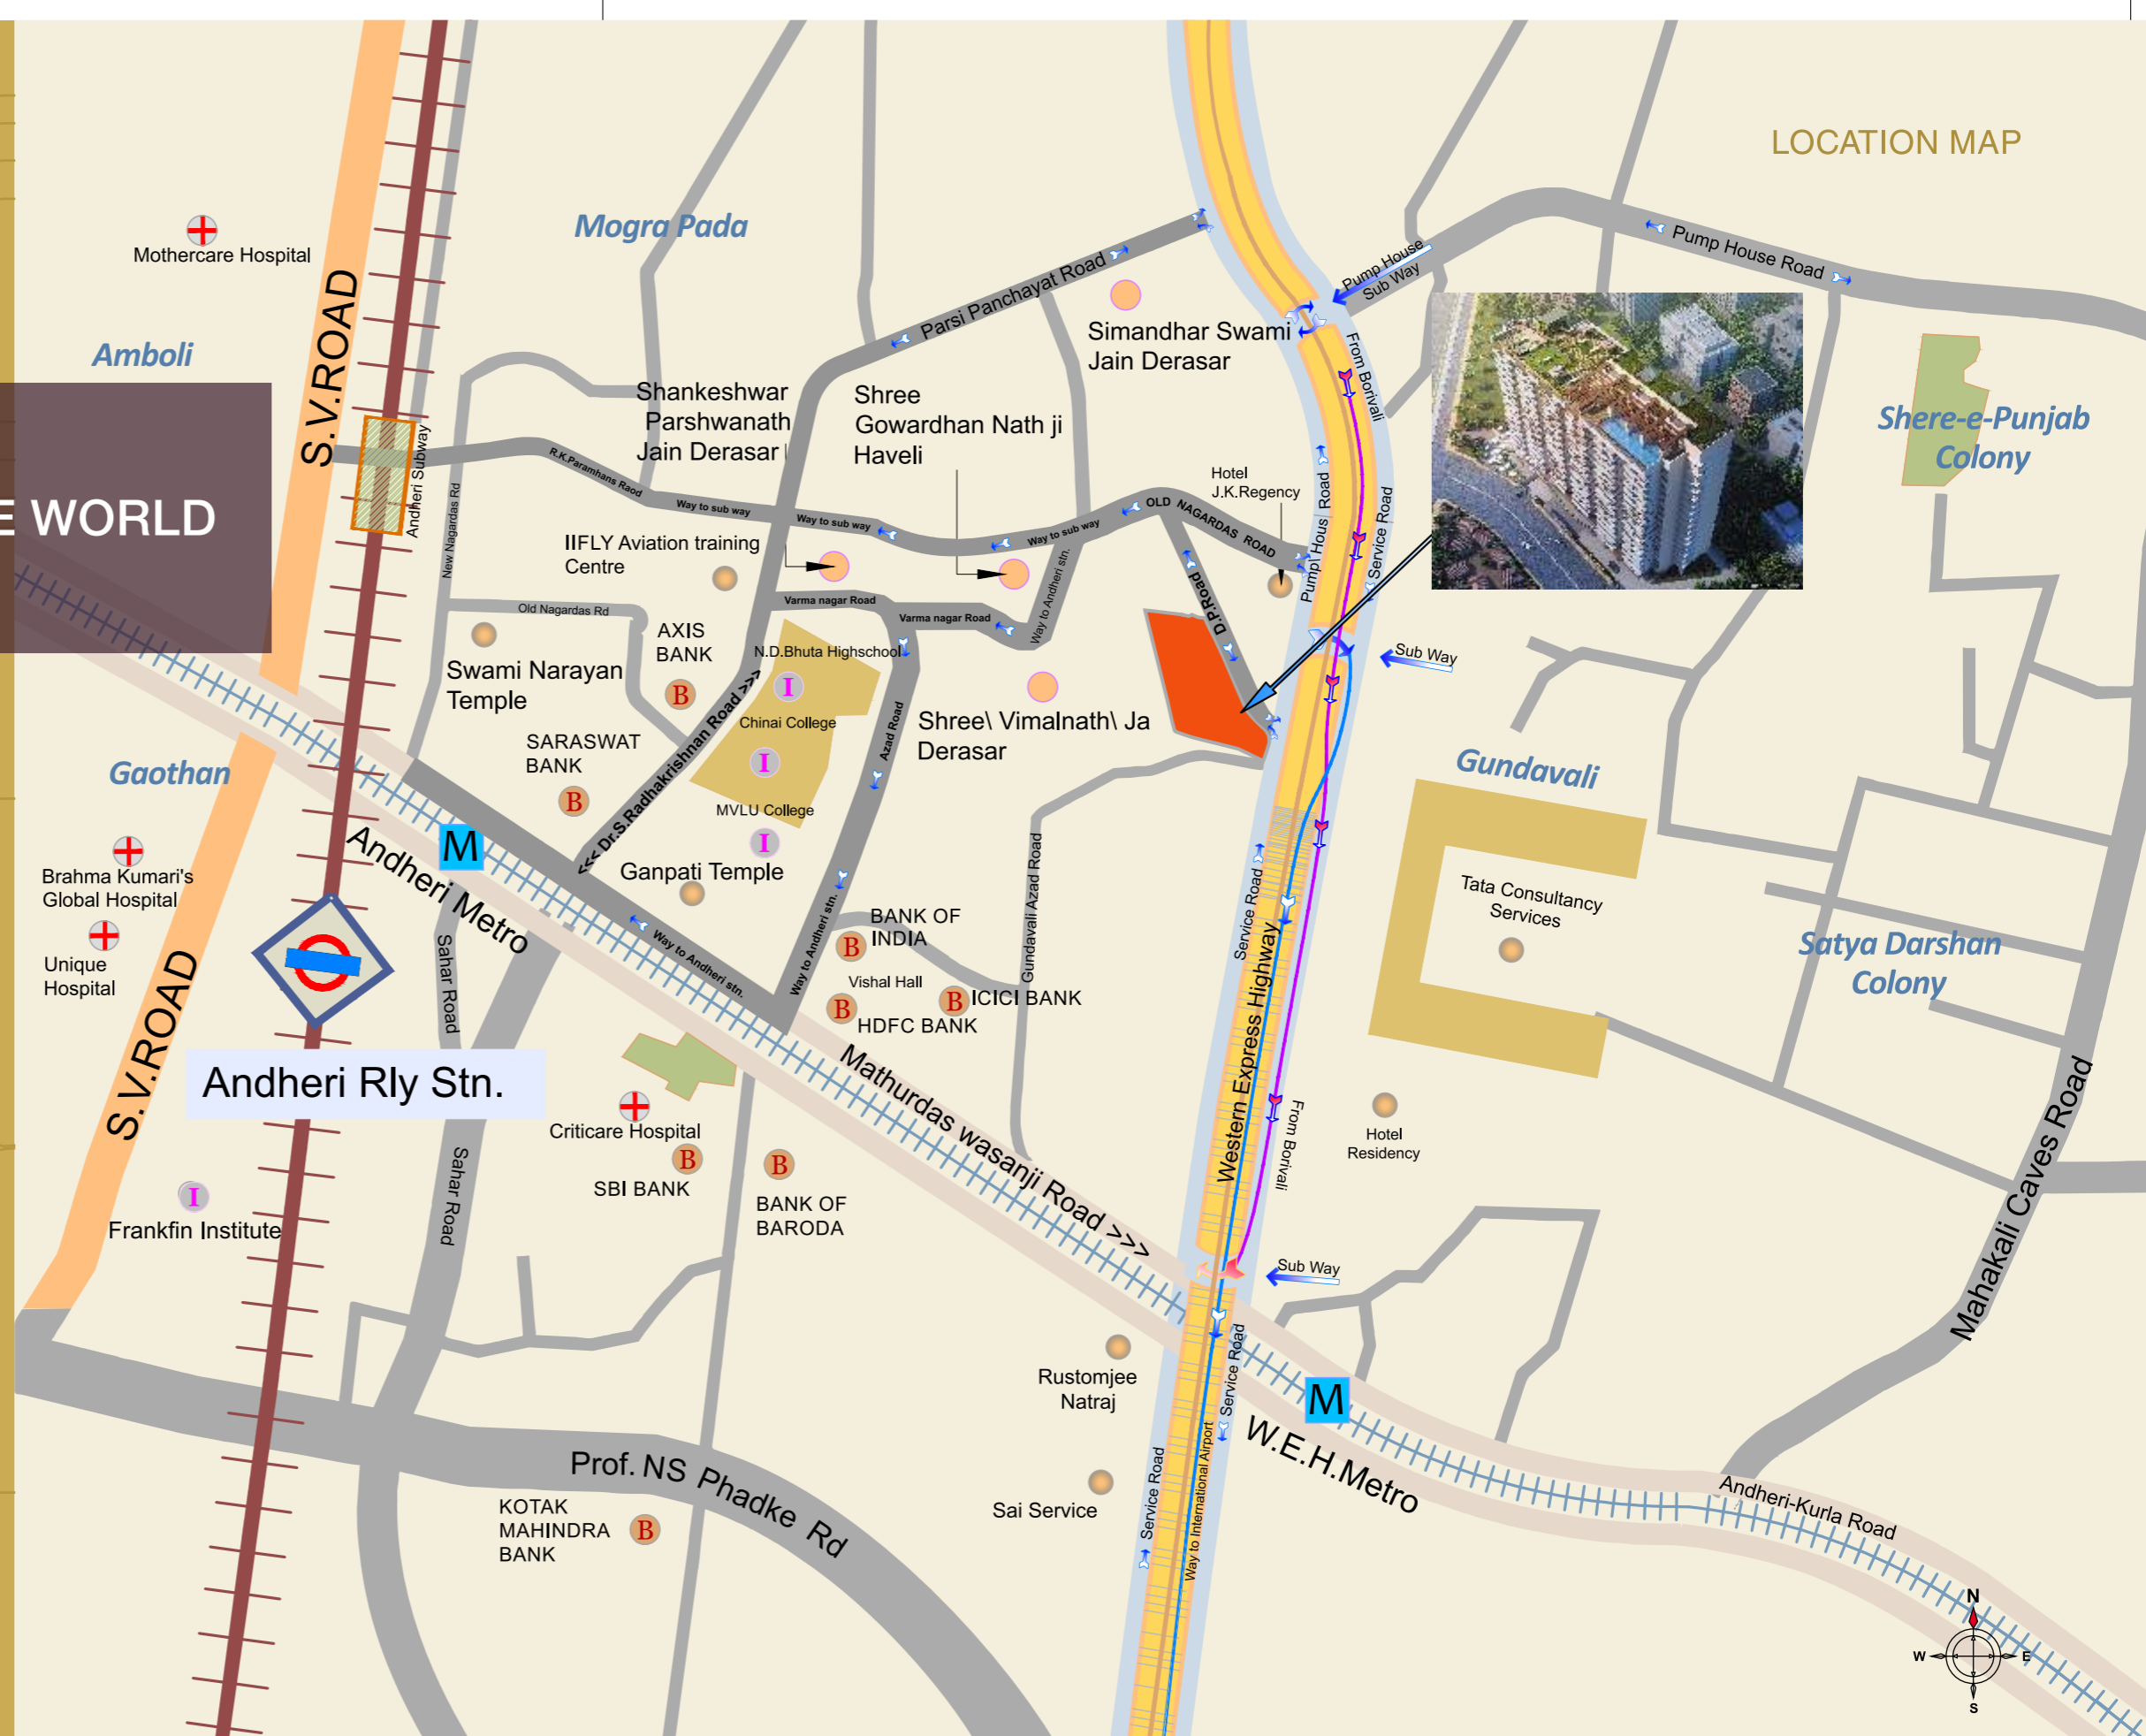 LOCATION MAP
Mothercare Hospital
Mogra Pada
Amboli
S.V.ROAD
E WORLD
Andheri Subway
New Nagardas Rd
R.K.Paramhans Raod
Way to sub way
Way to sub way
Way to sub way
Parsi Panchayat Road
Simandhar Swami
Jain Derasar
Pump House
Sub Way
Pump House Road
From Borivali
Shere-e-Punjab
Colony
Shankeshwar
Parshwanath
Jain Derasar
Shree
Gowardhan Nath ji
Haveli
Hotel
J.K.Regency
OLD NAGARDAS ROAD
Pump\ Hous\ Road
Service Road
D.P.Road
IIFLY Aviation training
Centre
Old Nagardas Rd
Varma nagar Road
Varma nagar Road
Way to Andheri stn.
AXIS
BANK
B
N.D.Bhuta Highschool
I
Swami Narayan
Temple
Chinai College
I
Azad Road
Shree\ Vimalnath\ Ja
Derasar
Sub Way
SARASWAT
BANK
B
<<< Dr.S.Radhakrishnan Road >>>
MVLU College
I
Gaothan
Gundavali
Andheri Metro
M
Ganpati Temple
Brahma Kumari's
Global Hospital
Unique
Hospital
S.V.ROAD
Sahar Road
Way to Andheri stn.
Way to Andheri stn.
BANK OF
INDIA
B
Vishal Hall
B
HDFC BANK
B
ICICI BANK
Gundavali Azad Road
Service Road
Western Express Highway
Tata Consultancy
Services
Satya Darshan
Colony
Andheri Rly Stn.
Mathurdas wasanji Road >>>
Criticare Hospital
B
SBI BANK
B
BANK OF
BARODA
From Borivali
Hotel
Residency
Mahakali Caves Road
I
Frankfin Institute
Sahar Road
Sub Way
Rustomjee
Natraj
Service Road
M
W.E.H.Metro
Andheri-Kurla Road
Sai Service
Service Road
Way to International Airport
Prof. NS Phadke Rd
KOTAK
MAHINDRA
BANK
B
N
W
E
S